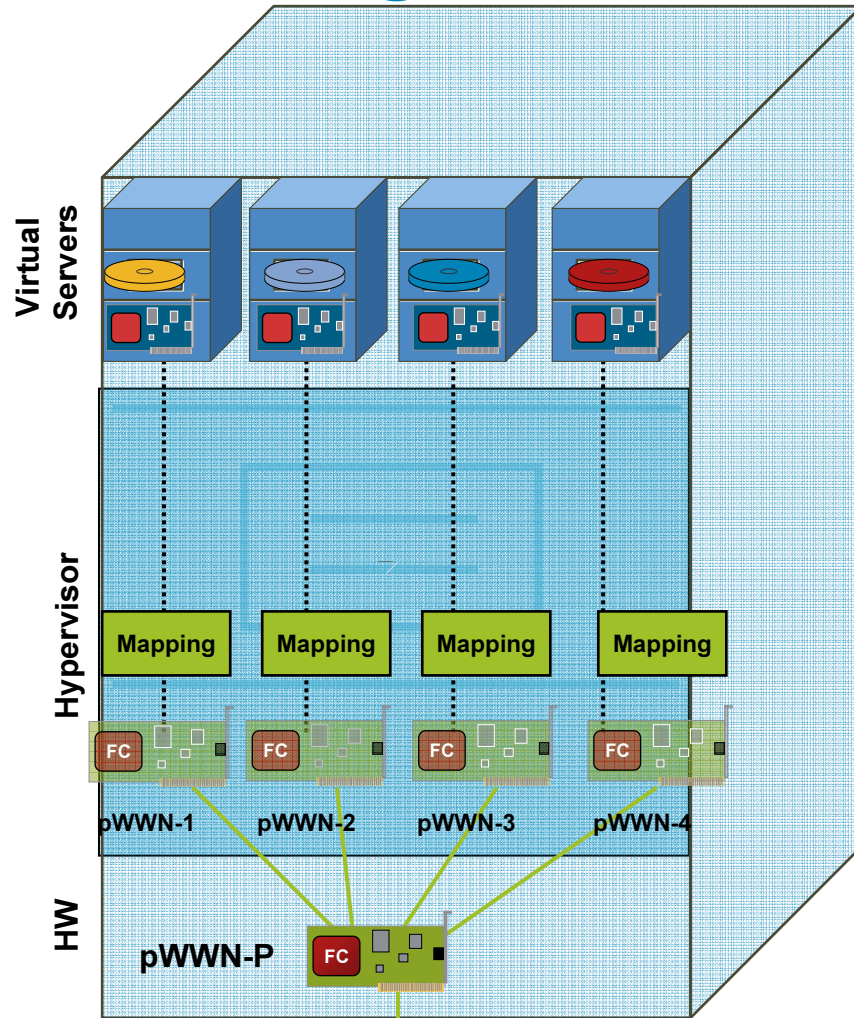 Virtual
Servers
Hypervisor
Mapping Mapping Mapping Mapping
FC FC FC FC
pWWN-1 pWWN-2 pWWN-3 pWWN-4
HW
pWWN-P
FC